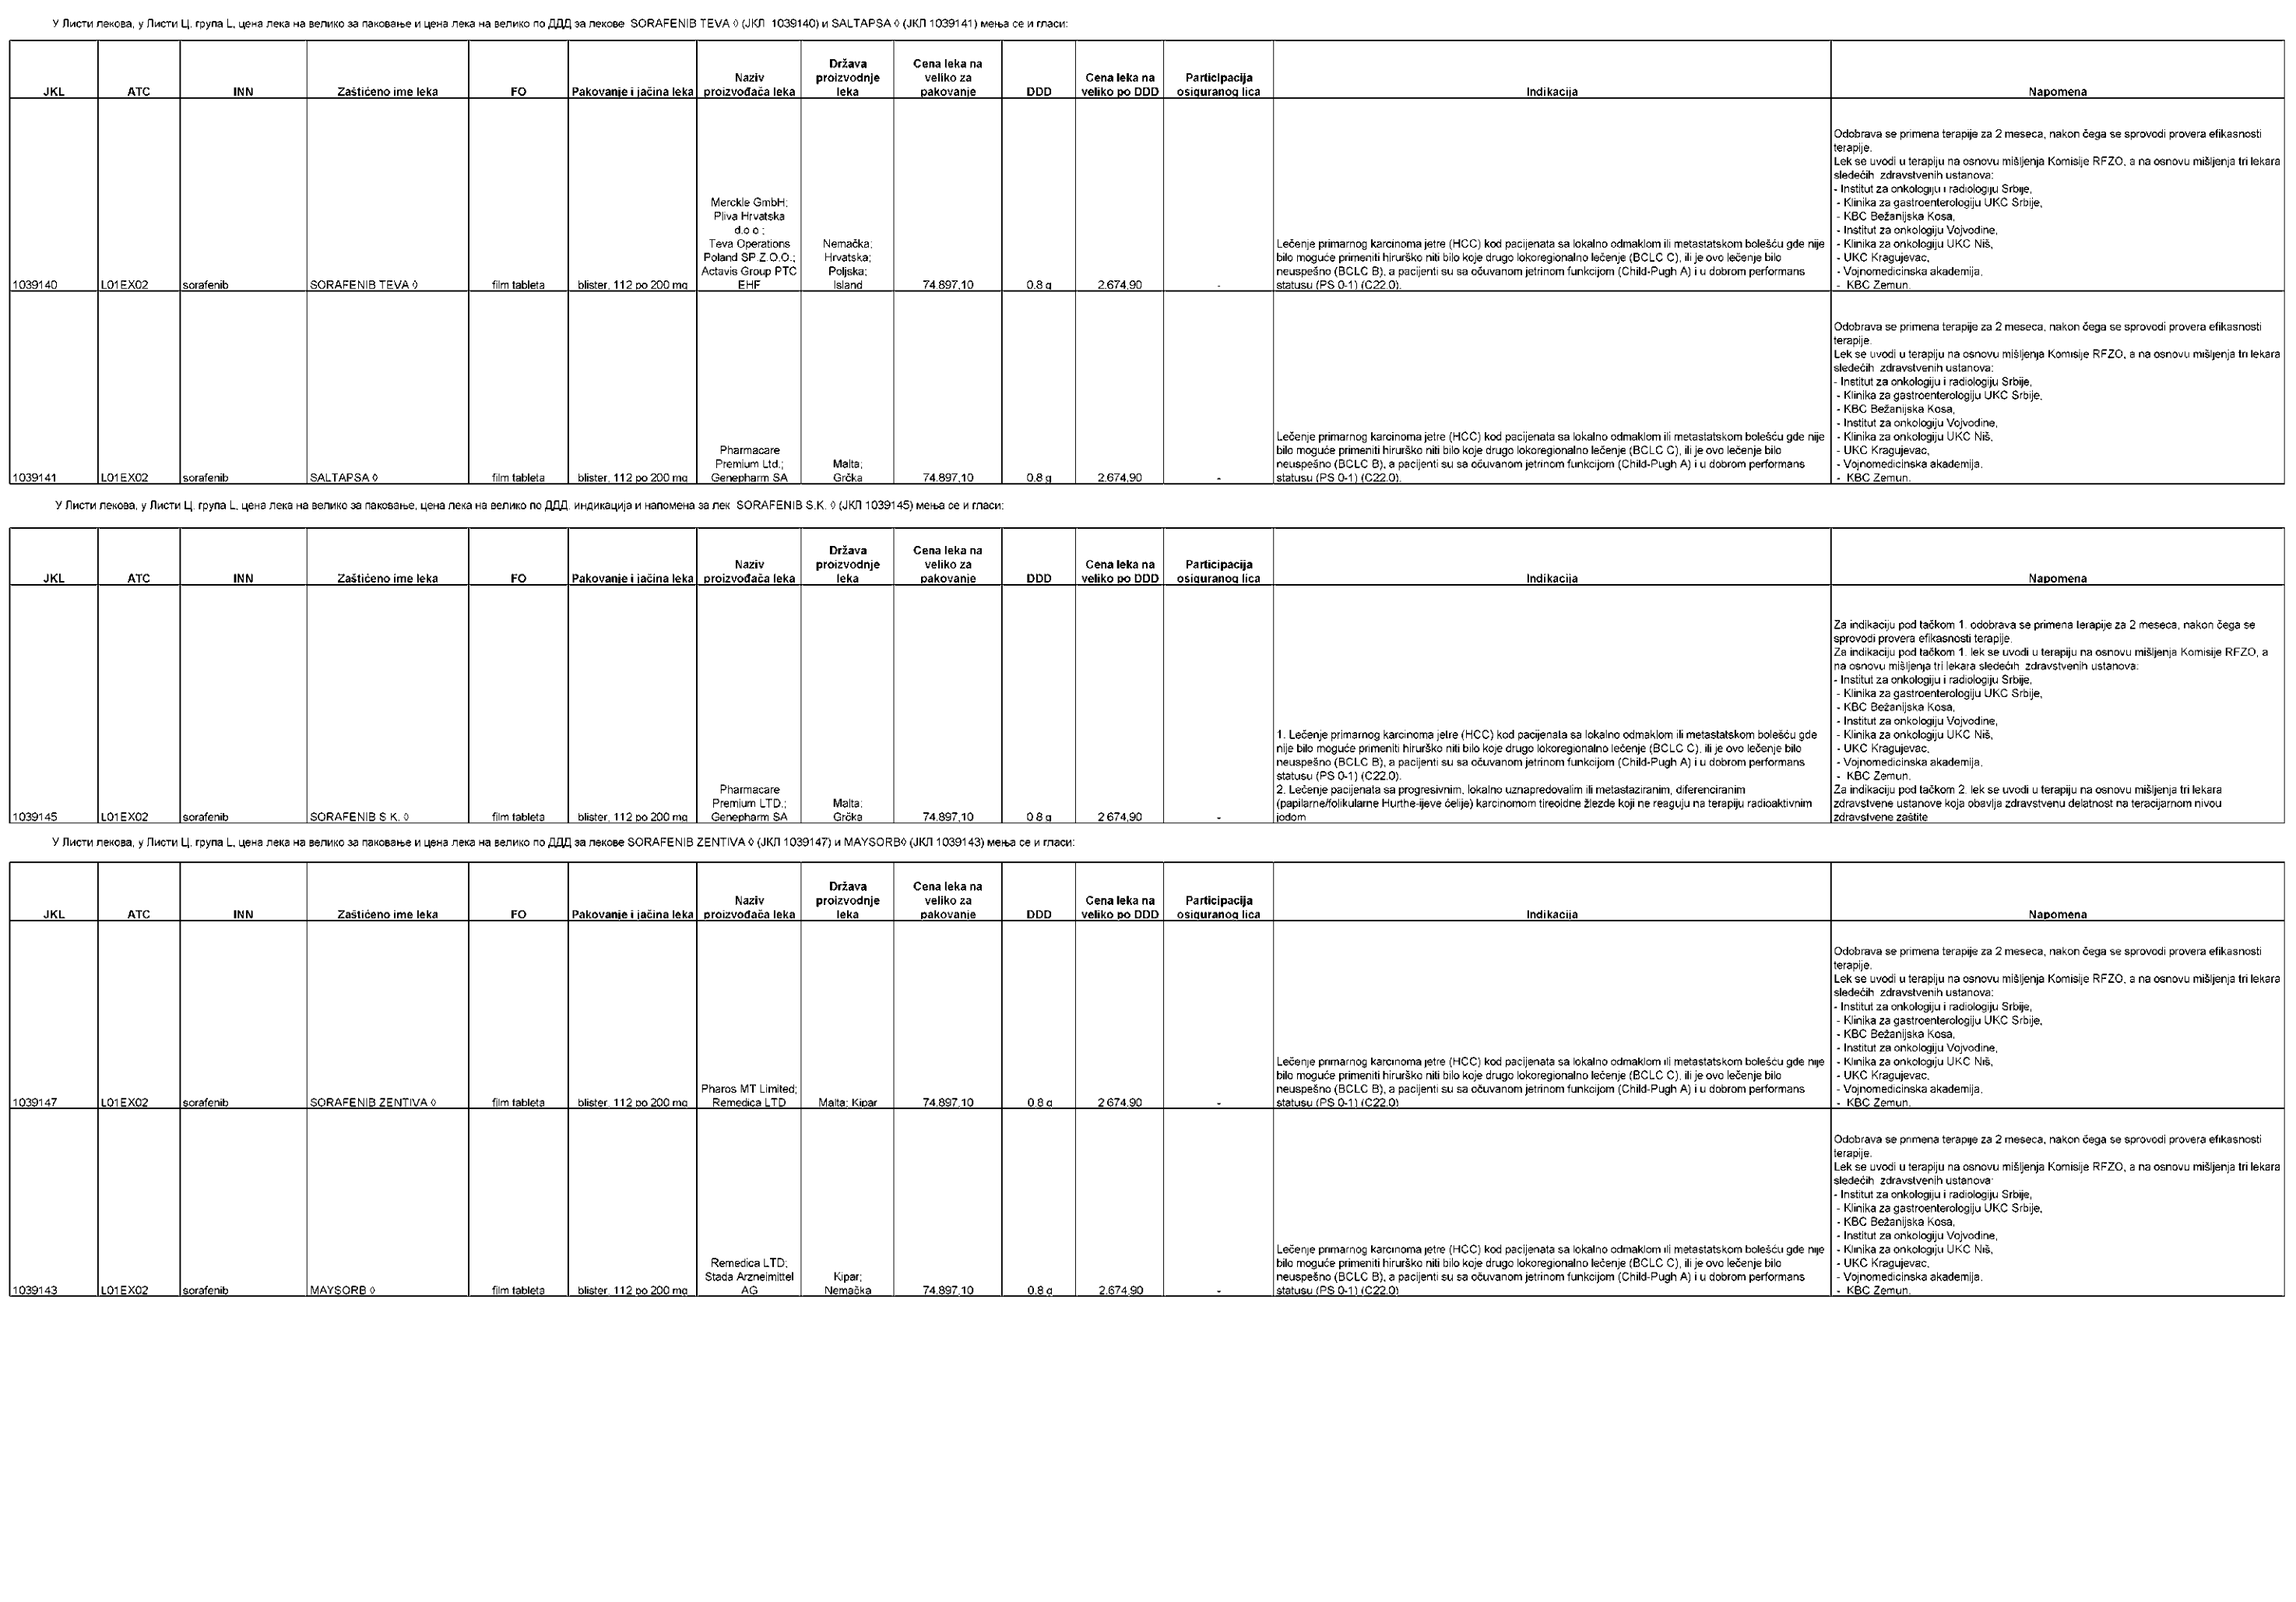 У Листи лекова, у Листи Ц, група L, цена лека на велико за паковање и цена лека на велико по ДДД за лекове SORAFENIB TEVA ◊ (ЈКЛ 1039140) и SALTAPSA ◊ (ЈКЛ 1039141) мења се и гласи:
JKL ATC INN Zaštićeno ime leka FO Pakovanje i jačina leka Naziv proizvođača leka Država proizvodnje leka Cena leka na veliko za pakovanje DDD Cena leka na veliko po DDD Participacija osiguranog lica Indikacija Napomena
1039140 L01EX02 sorafenib SORAFENIB TEVA ◊ film tableta blister, 112 po 200 mg
Merckle GmbH;
Pliva Hrvatska
d.o.o.;
Teva Operations
Poland SP.Z.O.O.;
Actavis Group PTC
EHF
Nemačka;
Hrvatska;
Poljska;
Island
74.897,10 0,8 g 2.674,90 -
Lečenje primarnog karcinoma jetre (HCC) kod pacijenata sa lokalno odmaklom ili metastatskom bolešću gde nije
bilo moguće primeniti hirurško niti bilo koje drugo lokoregionalno lečenje (BCLC C), ili je ovo lečenje bilo
neuspešno (BCLC B), a pacijenti su sa očuvanom jetrinom funkcijom (Child-Pugh A) i u dobrom performans
statusu (PS 0-1) (C22.0).
Odobrava se primena terapije za 2 meseca, nakon čega se sprovodi provera efikasnosti
terapije.
Lek se uvodi u terapiju na osnovu mišljenja Komisije RFZO, a na osnovu mišljenja tri lekara
sledećih zdravstvenih ustanova:
- Institut za onkologiju i radiologiju Srbije,
- Klinika za gastroenterologiju UKC Srbije,
- KBC Bežanijska Kosa,
- Institut za onkologiju Vojvodine,
- Klinika za onkologiju UKC Niš,
- UKC Kragujevac,
- Vojnomedicinska akademija,
- KBC Zemun.
1039141 L01EX02 sorafenib SALTAPSA ◊ film tableta blister, 112 po 200 mg
Pharmacare
Premium Ltd.;
Genepharm SA
Malta;
Grčka
74.897,10 0,8 g 2.674,90 -
Lečenje primarnog karcinoma jetre (HCC) kod pacijenata sa lokalno odmaklom ili metastatskom bolešću gde nije
bilo moguće primeniti hirurško niti bilo koje drugo lokoregionalno lečenje (BCLC C), ili je ovo lečenje bilo
neuspešno (BCLC B), a pacijenti su sa očuvanom jetrinom funkcijom (Child-Pugh A) i u dobrom performans
statusu (PS 0-1) (C22.0).
Odobrava se primena terapije za 2 meseca, nakon čega se sprovodi provera efikasnosti
terapije.
Lek se uvodi u terapiju na osnovu mišljenja Komisije RFZO, a na osnovu mišljenja tri lekara
sledećih zdravstvenih ustanova:
- Institut za onkologiju i radiologiju Srbije,
- Klinika za gastroenterologiju UKC Srbije,
- KBC Bežanijska Kosa,
- Institut za onkologiju Vojvodine,
- Klinika za onkologiju UKC Niš,
- UKC Kragujevac,
- Vojnomedicinska akademija,
- KBC Zemun.
У Листи лекова, у Листи Ц, група L, цена лека на велико за паковање, цена лека на велико по ДДД, индикација и напомена за лек SORAFENIB S.K. ◊ (ЈКЛ 1039145) мења се и гласи:
JKL ATC INN Zaštićeno ime leka FO Pakovanje i jačina leka Naziv proizvođača leka Država proizvodnje leka Cena leka na veliko za pakovanje DDD Cena leka na veliko po DDD Participacija osiguranog lica Indikacija Napomena
1039145 L01EX02 sorafenib SORAFENIB S.K. ◊ film tableta blister, 112 po 200 mg
Pharmacare
Premium LTD.;
Genepharm SA
Malta;
Grčka
74.897,10 0,8 g 2.674,90 -
1. Lečenje primarnog karcinoma jetre (HCC) kod pacijenata sa lokalno odmaklom ili metastatskom bolešću gde
nije bilo moguće primeniti hirurško niti bilo koje drugo lokoregionalno lečenje (BCLC C), ili je ovo lečenje bilo
neuspešno (BCLC B), a pacijenti su sa očuvanom jetrinom funkcijom (Child-Pugh A) i u dobrom performans
statusu (PS 0-1) (C22.0).
2. Lečenje pacijenata sa progresivnim, lokalno uznapredovalim ili metastaziranim, diferenciranim
(papilarne/folikularne Hurthe-ijeve ćelije) karcinomom tireoidne žlezde koji ne reaguju na terapiju radioaktivnim
jodom
Za indikaciju pod tačkom 1. odobrava se primena terapije za 2 meseca, nakon čega se
sprovodi provera efikasnosti terapije.
Za indikaciju pod tačkom 1. lek se uvodi u terapiju na osnovu mišljenja Komisije RFZO, a
na osnovu mišljenja tri lekara sledećih zdravstvenih ustanova:
- Institut za onkologiju i radiologiju Srbije,
- Klinika za gastroenterologiju UKC Srbije,
- KBC Bežanijska Kosa,
- Institut za onkologiju Vojvodine,
- Klinika za onkologiju UKC Niš,
- UKC Kragujevac,
- Vojnomedicinska akademija,
- KBC Zemun.
Za indikaciju pod tačkom 2. lek se uvodi u terapiju na osnovu mišljenja tri lekara
zdravstvene ustanove koja obavlja zdravstvenu delatnost na teracijarnom nivou
zdravstvene zaštite
У Листи лекова, у Листи Ц, група L, цена лека на велико за паковање и цена лека на велико по ДДД за лекове SORAFENIB ZENTIVA ◊ (ЈКЛ 1039147) и MAYSORB◊ (ЈКЛ 1039143) мења се и гласи:
JKL ATC INN Zaštićeno ime leka FO Pakovanje i jačina leka Naziv proizvođača leka Država proizvodnje leka Cena leka na veliko za pakovanje DDD Cena leka na veliko po DDD Participacija osiguranog lica Indikacija Napomena
1039147 L01EX02 sorafenib SORAFENIB ZENTIVA ◊ film tableta blister, 112 po 200 mg
Pharos MT Limited;
Remedica LTD
Malta; Kipar
74.897,10 0,8 g 2.674,90 -
Lečenje primarnog karcinoma jetre (HCC) kod pacijenata sa lokalno odmaklom ili metastatskom bolešću gde nije
bilo moguće primeniti hirurško niti bilo koje drugo lokoregionalno lečenje (BCLC C), ili je ovo lečenje bilo
neuspešno (BCLC B), a pacijenti su sa očuvanom jetrinom funkcijom (Child-Pugh A) i u dobrom performans
statusu (PS 0-1) (C22.0)
Odobrava se primena terapije za 2 meseca, nakon čega se sprovodi provera efikasnosti
terapije.
Lek se uvodi u terapiju na osnovu mišljenja Komisije RFZO, a na osnovu mišljenja tri lekara
sledećih zdravstvenih ustanova:
- Institut za onkologiju i radiologiju Srbije,
- Klinika za gastroenterologiju UKC Srbije,
- KBC Bežanijska Kosa,
- Institut za onkologiju Vojvodine,
- Klinika za onkologiju UKC Niš,
- UKC Kragujevac,
- Vojnomedicinska akademija,
- KBC Zemun.
1039143 L01EX02 sorafenib MAYSORB ◊ film tableta blister, 112 po 200 mg
Remedica LTD;
Stada Arzneimittel
AG
Kipar;
Nemačka
74.897,10 0,8 g 2.674,90 -
Lečenje primarnog karcinoma jetre (HCC) kod pacijenata sa lokalno odmaklom ili metastatskom bolešću gde nije
bilo moguće primeniti hirurško niti bilo koje drugo lokoregionalno lečenje (BCLC C), ili je ovo lečenje bilo
neuspešno (BCLC B), a pacijenti su sa očuvanom jetrinom funkcijom (Child-Pugh A) i u dobrom performans
statusu (PS 0-1) (C22.0)
Odobrava se primena terapije za 2 meseca, nakon čega se sprovodi provera efikasnosti
terapije.
Lek se uvodi u terapiju na osnovu mišljenja Komisije RFZO, a na osnovu mišljenja tri lekara
sledećih zdravstvenih ustanova:
- Institut za onkologiju i radiologiju Srbije,
- Klinika za gastroenterologiju UKC Srbije,
- KBC Bežanijska Kosa,
- Institut za onkologiju Vojvodine,
- Klinika za onkologiju UKC Niš,
- UKC Kragujevac,
- Vojnomedicinska akademija,
- KBC Zemun.